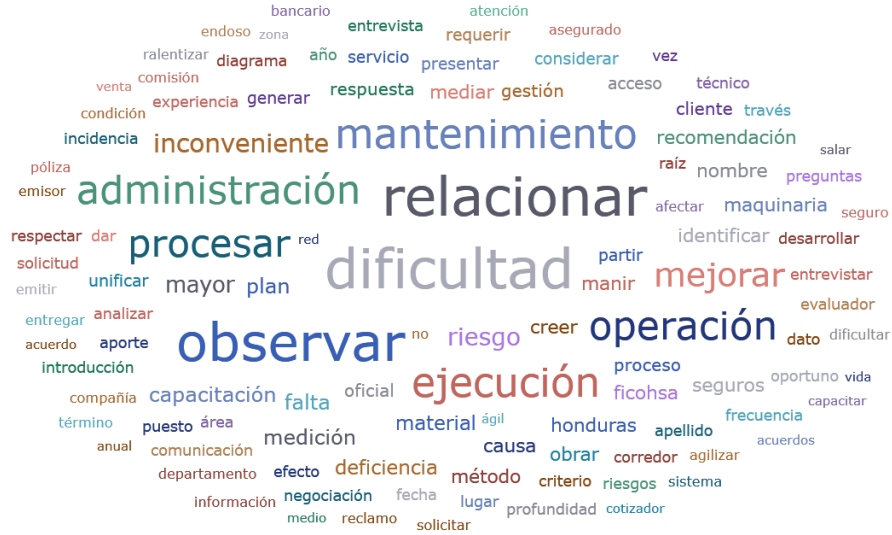 bancario atención
endoso zona entrevista requerir asegurado
ralentizar diagrama año servicio presentar considerar vez
venta comisión experiencia generar respuesta mediar gestión acceso técnico
condición cliente través
incidencia inconveniente mantenimiento recomendación salar
póliza raíz nombre preguntas
emisor administración relacionar afectar maquinaria seguro
respectar dar procesar red identificar desarrollar
solicitud dificultad partir
emitir unificar mayor plan manir mejorar entrevistar
entregar analizar evaluador
acuerdo aporte observar no riesgo creer operación dato dificultar
introducción proceso
compañía capacitación falta oficial ejecución ficohsa seguros oportuno vida
capacitar
término puesto área material ágil honduras apellido frecuencia
anual comunicación medición causa obrar corredor agilizar acuerdos
departamento efecto deficiencia método criterio riesgos sistema
información negociación fecha lugar profundidad cotizador
medio reclamo solicitar